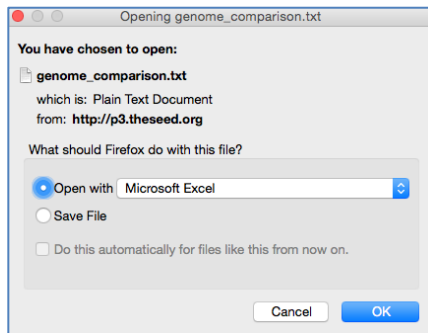 Opening genome_comparison.txt
You have chosen to open:
genome_comparison.txt
which is: Plain Text Document
from: http://p3.theseed.org
What should Firefox do with this file?
Open with Microsoft Excel
Save File
Do this automatically for files like this from now on.
Cancel OK